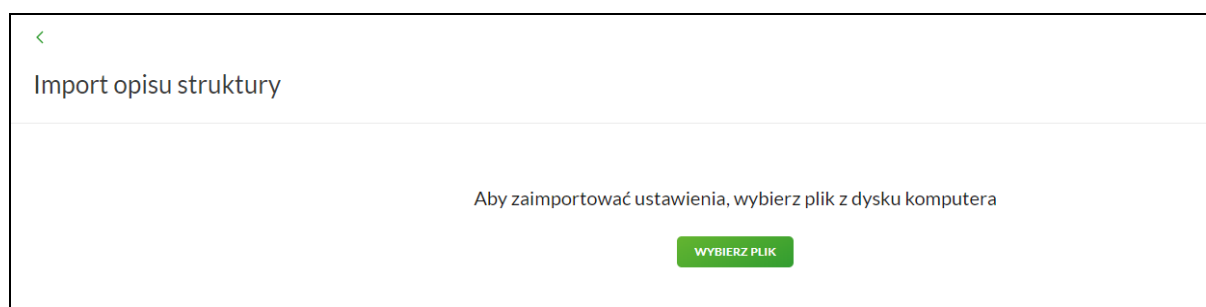 Import opisu struktury
Aby zaimportować ustawienia, wybierz plik z dysku komputera
WYBIERZ PLIK